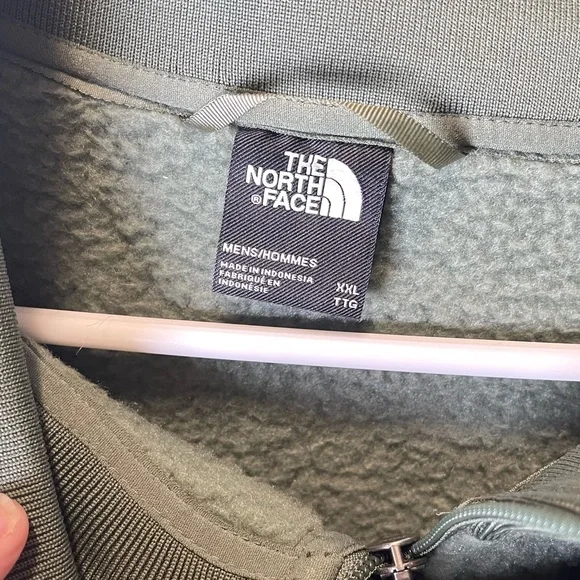 THE
NORTH
®FACE
MENS/HOMMES
MADE IN INDONESIA
FABRIQUÉ EN
INDONÉSIE
XXL
TTG